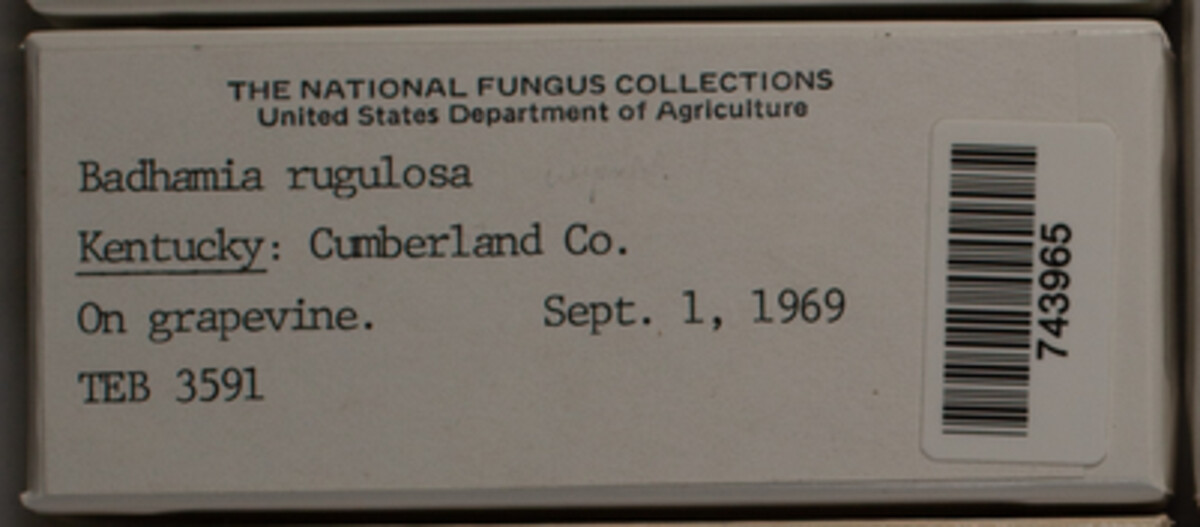 THE NATIONAL FUNGUS COLLECTIONS
United States Department of Agriculture
Badhamia rugulosa
Kentucky: Cumberland Co.
On grapevine. Sept. 1, 1969
TEB 3591
743965